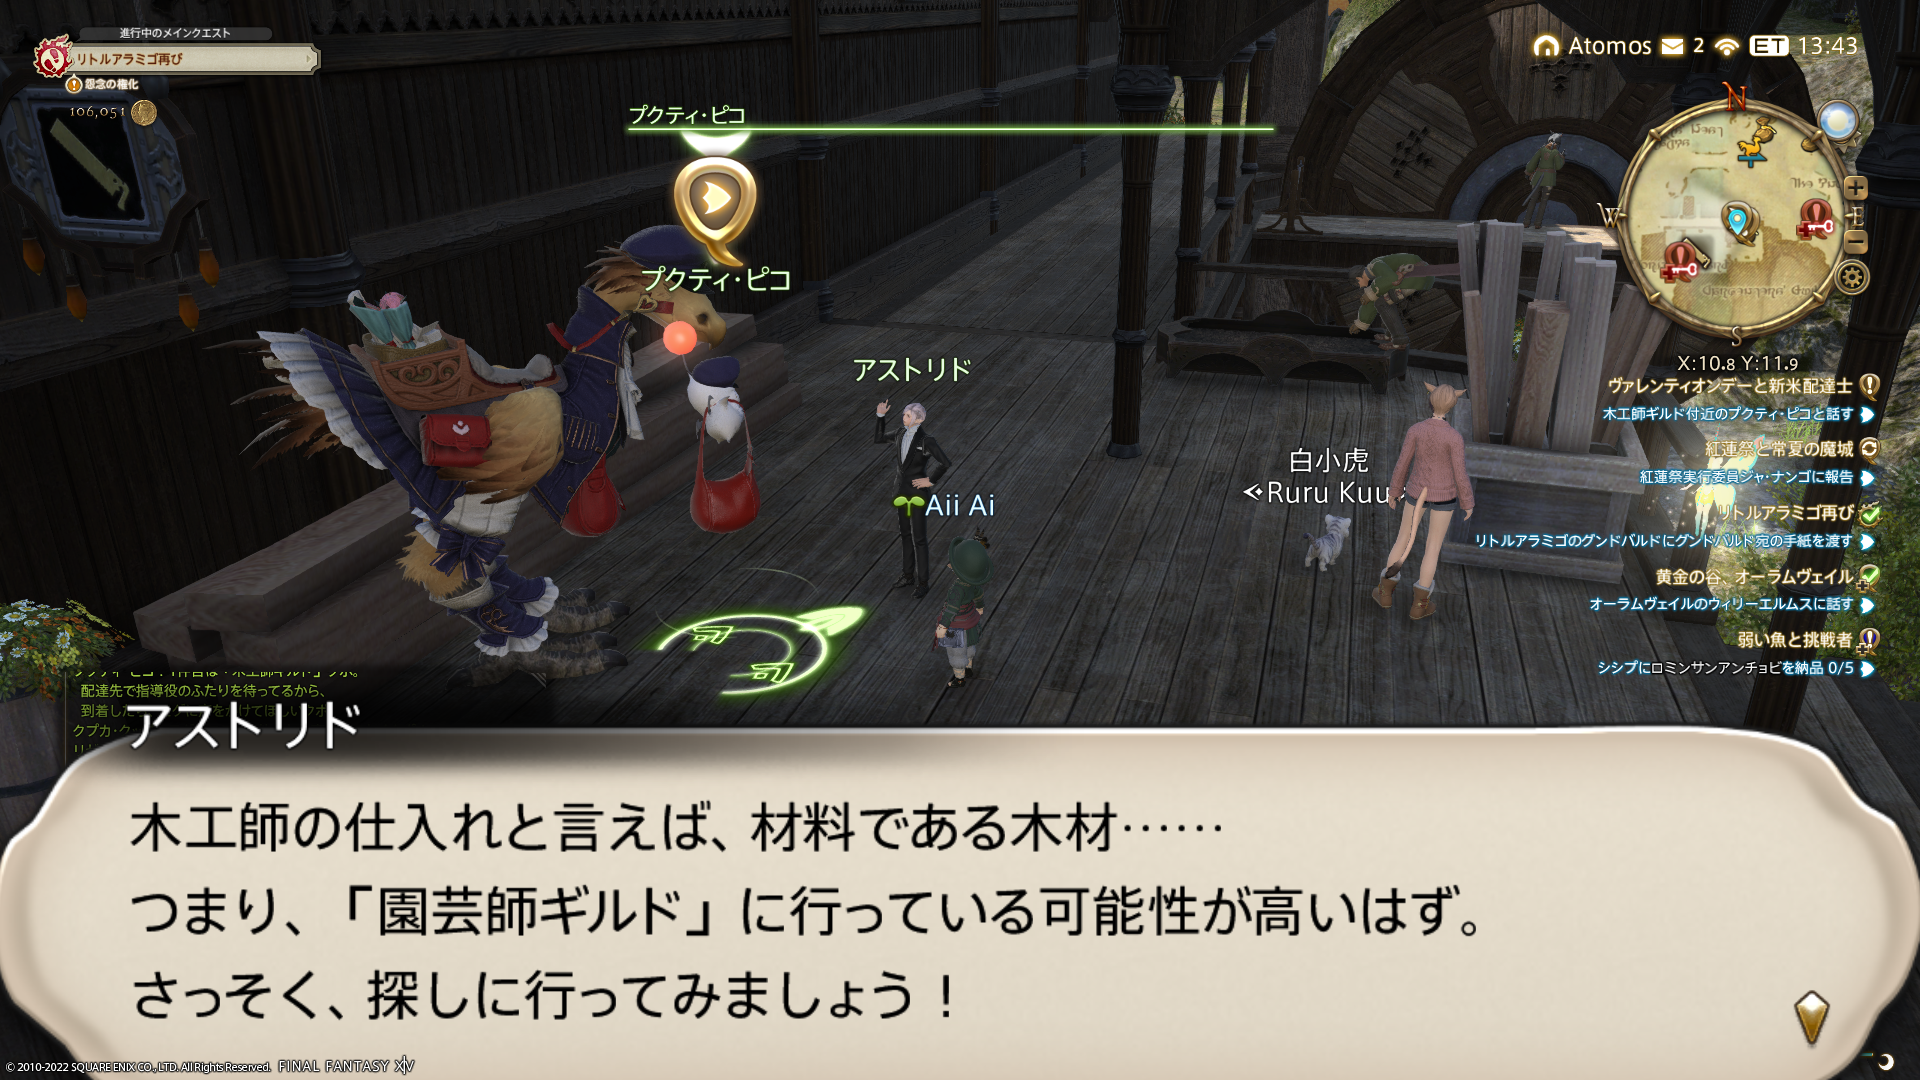 進行中のメインクエスト
リトルアラミゴ再び
怨念の権化
106,051
Atomos 2 ET 13:43
N
W
E
S
X:10.8 Y:11.9
プクティ・ピコ
プクティ・ピコ
アストリド
Aii Ai
白小虎
Ruru Kuu
ヴァレンティオンデーと新米配達士
木工師ギルド付近のプクティ・ピコと話す
紅蓮祭と常夏の魔城
紅蓮祭実行委員ジャ・ナンゴに報告
リトルアラミゴ再び
リトルアラミゴのグンドバルドにグンドバルド宛の手紙を渡す
黄金の谷、オーラムヴェイル
オーラムヴェイルのウィリーエルムスに話す
弱い魚と挑戦者
シシプにロミンサンアンチョビを納品 0/5
配達先で指導役のふたりを待ってるから、
アストリド
木工師の仕入れと言えば、材料である木材……
つまり、「園芸師ギルド」に行っている可能性が高いはず。
さっそく、探しに行ってみましょう！
© 2010-2022 SQUARE ENIX CO., LTD. All Rights Reserved. FINAL FANTASY XIV